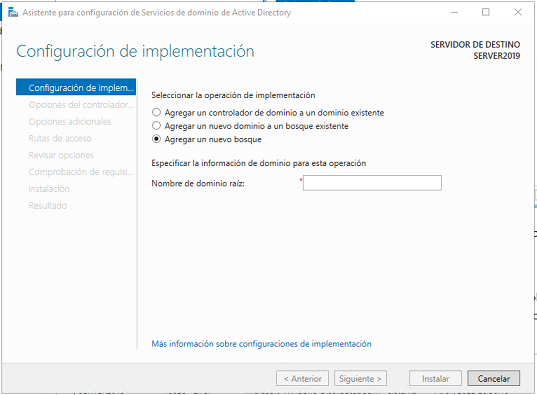 Asistente para configuración de Servicios de dominio de Active Directory
Configuración de implementación
SERVIDOR DE DESTINO
SERVER2019
Configuración de implem...
Opciones del controlador...
Opciones adicionales
Rutas de acceso
Revisar opciones
Comprobación de requisi...
Instalación
Resultado
Seleccionar la operación de implementación
Agregar un controlador de dominio a un dominio existente
Agregar un nuevo dominio a un bosque existente
Agregar un nuevo bosque
Especificar la información de dominio para esta operación
Nombre de dominio raíz: *
Más información sobre configuraciones de implementación
< Anterior
Siguiente >
Instalar
Cancelar